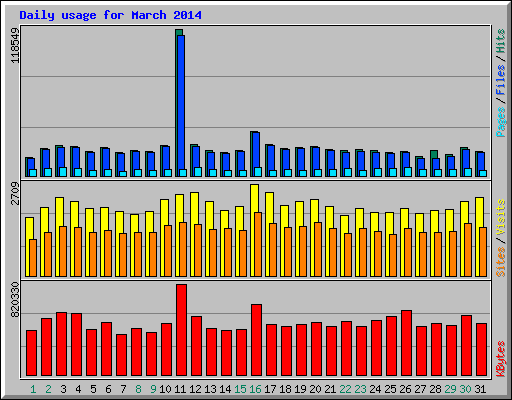 Daily usage for March 2014
118549
Pages / Files / Hits
2709
Sites / Visits
820330
KBytes
1 2 3 4 5 6 7 8 9 10 11 12 13 14 15 16 17 18 19 20 21 22 23 24 25 26 27 28 29 30 31